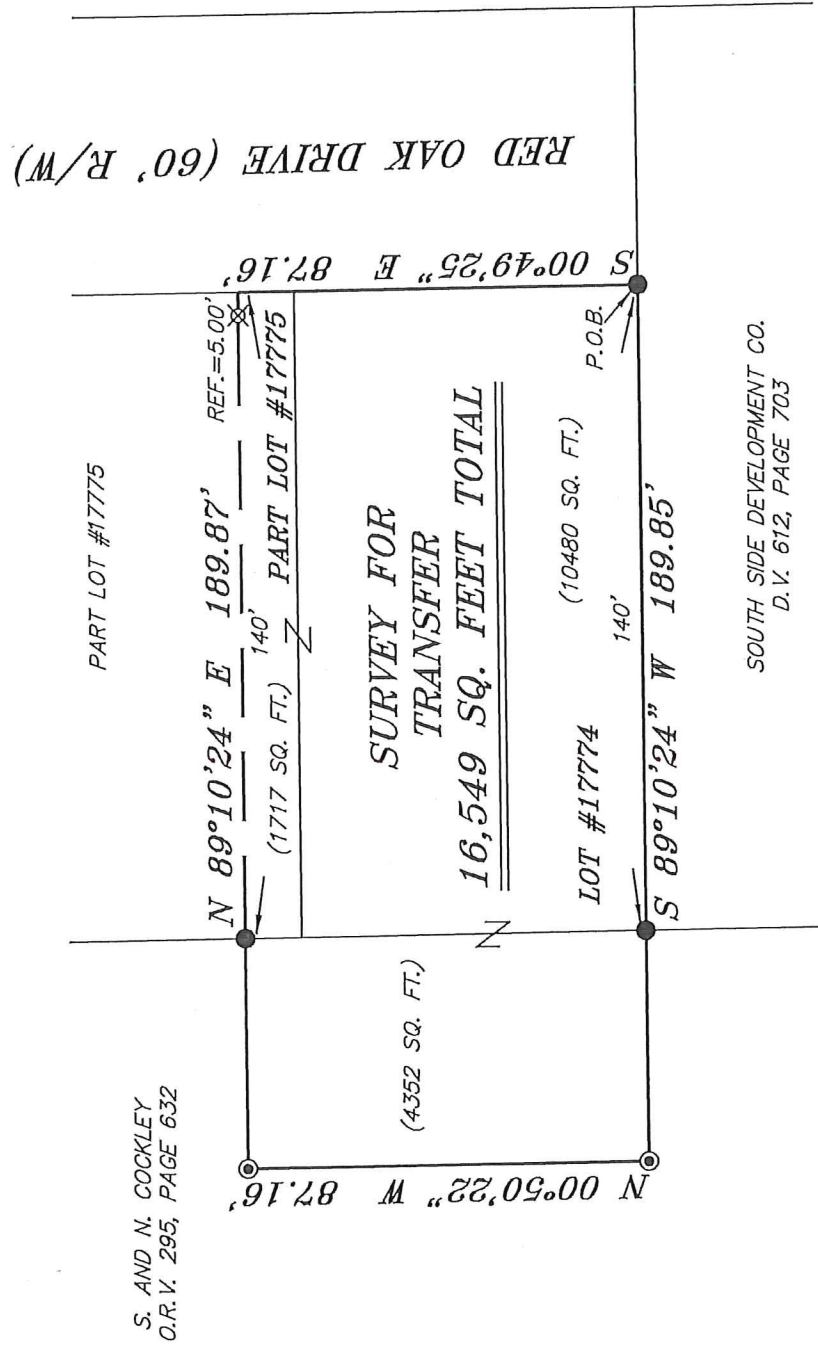 RED OAK DRIVE (60' R/W)
PART LOT #17775
REF.=5.00'
N 89°10'24" E 189.87'
140'
PART LOT #17775
(1717 SQ. FT.)
S 00°49'25" E 87.16'
SURVEY FOR
TRANSFER
16,549 SQ. FEET TOTAL
P.O.B.
(10480 SQ. FT.)
LOT #17774
140'
S 89°10'24" W 189.85'
SOUTH SIDE DEVELOPMENT CO.
D.V. 612, PAGE 703
S. AND N. COCKLEY
O.R.V. 295, PAGE 632
(4352 SQ. FT.)
N 00°50'22" W 87.16'